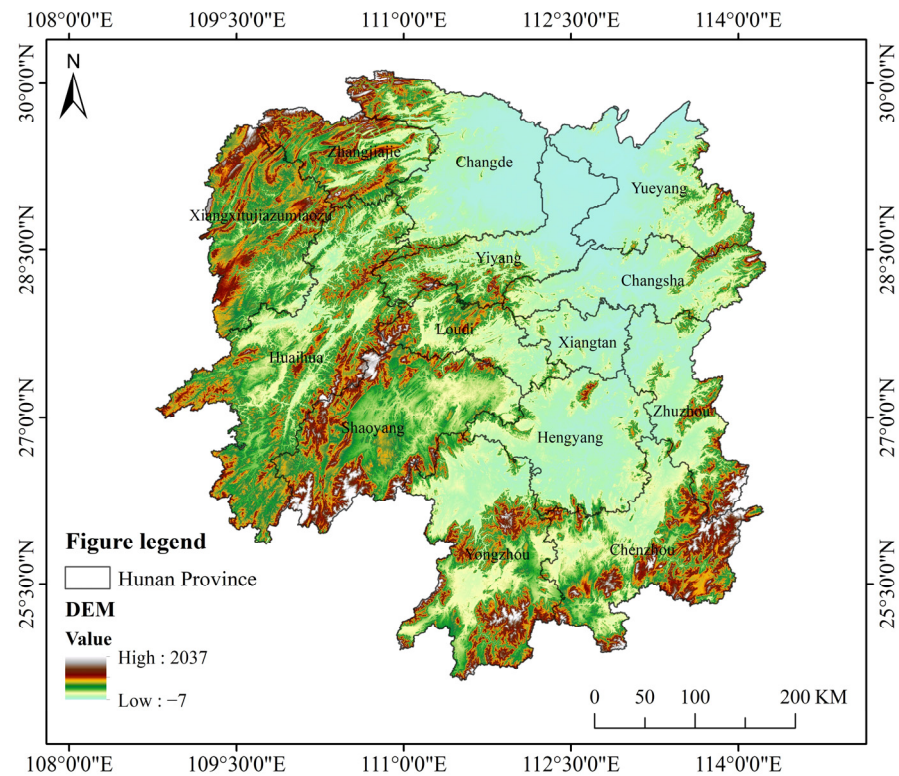 108°0'0"E 109°30'0"E 111°0'0"E 112°30'0"E 114°0'0"E
30°0'0"N
30°0'0"N
N
Zhangjiajie
Changde
Yueyang
Xiangxitujiazumiaozu
28°30'0"N
28°30'0"N
Yiyang
Changsha
Loudi
Xiangtan
Huaihua
27°0'0"N
27°0'0"N
Zhuzhou
Shaoyang
Hengyang
Figure legend
Hunan Province
Yongzhou
Chenzhou
25°30'0"N
25°30'0"N
DEM
Value
High : 2037
Low : −7
0 50 100 200 KM
108°0'0"E 109°30'0"E 111°0'0"E 112°30'0"E 114°0'0"E